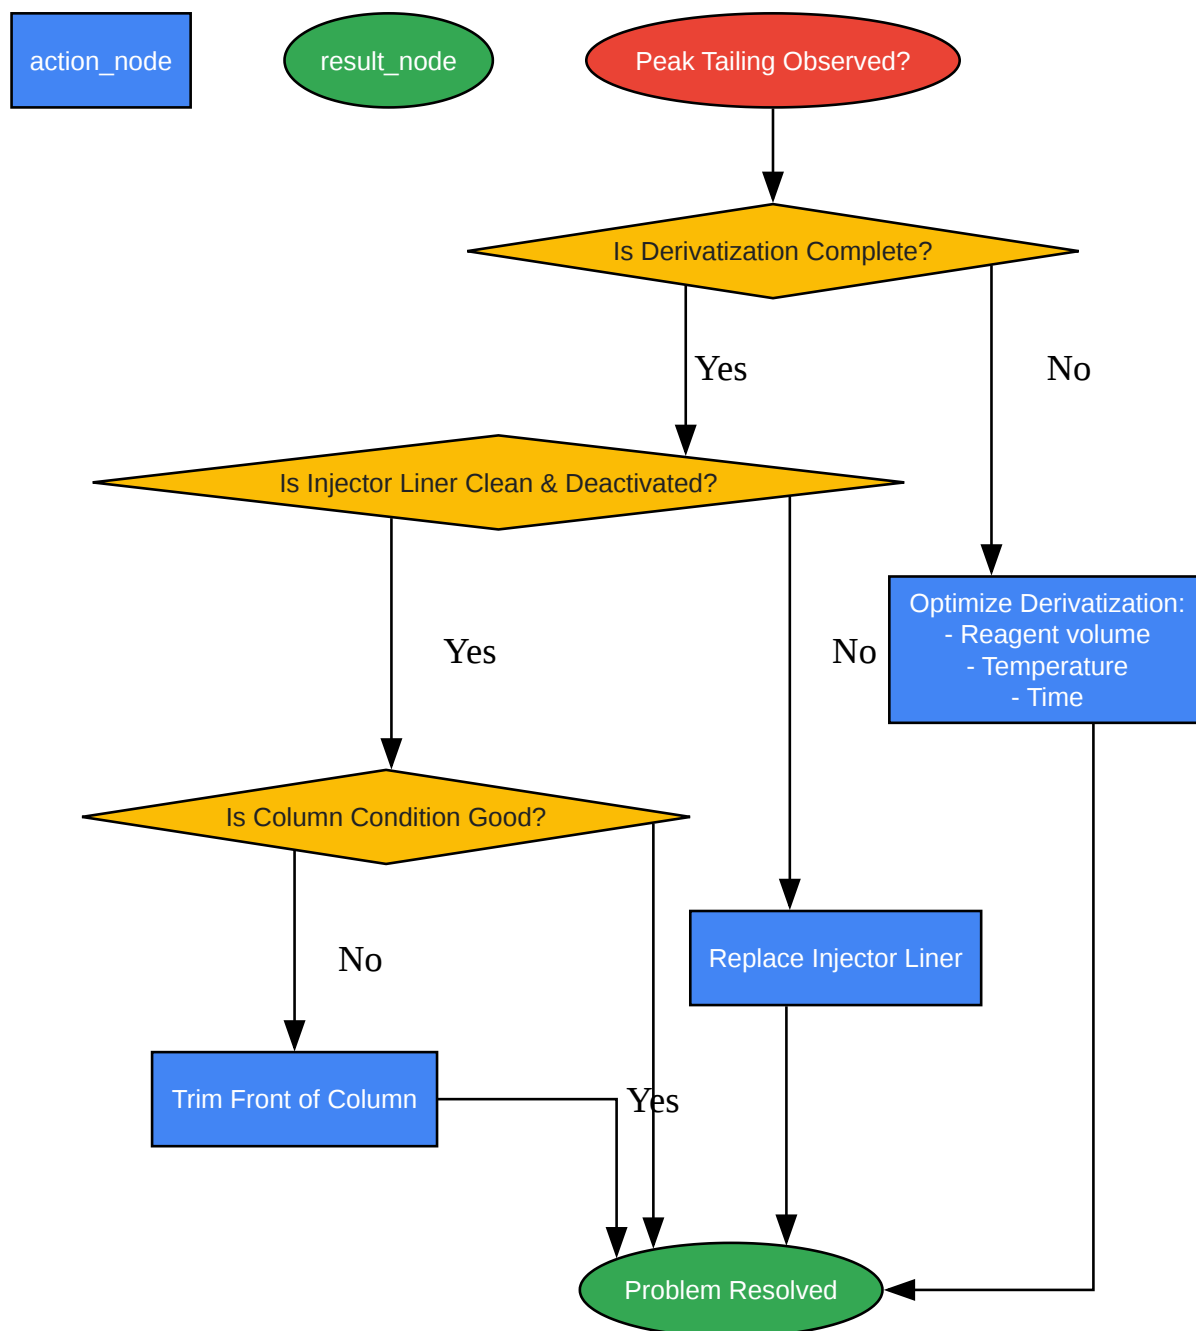 action_node
result_node
Peak Tailing Observed?
Is Derivatization Complete?
Yes
No
Is Injector Liner Clean & Deactivated?
Optimize Derivatization:
- Reagent volume
- Temperature
- Time
Yes
No
Is Column Condition Good?
No
Replace Injector Liner
Trim Front of Column
Yes
Problem Resolved